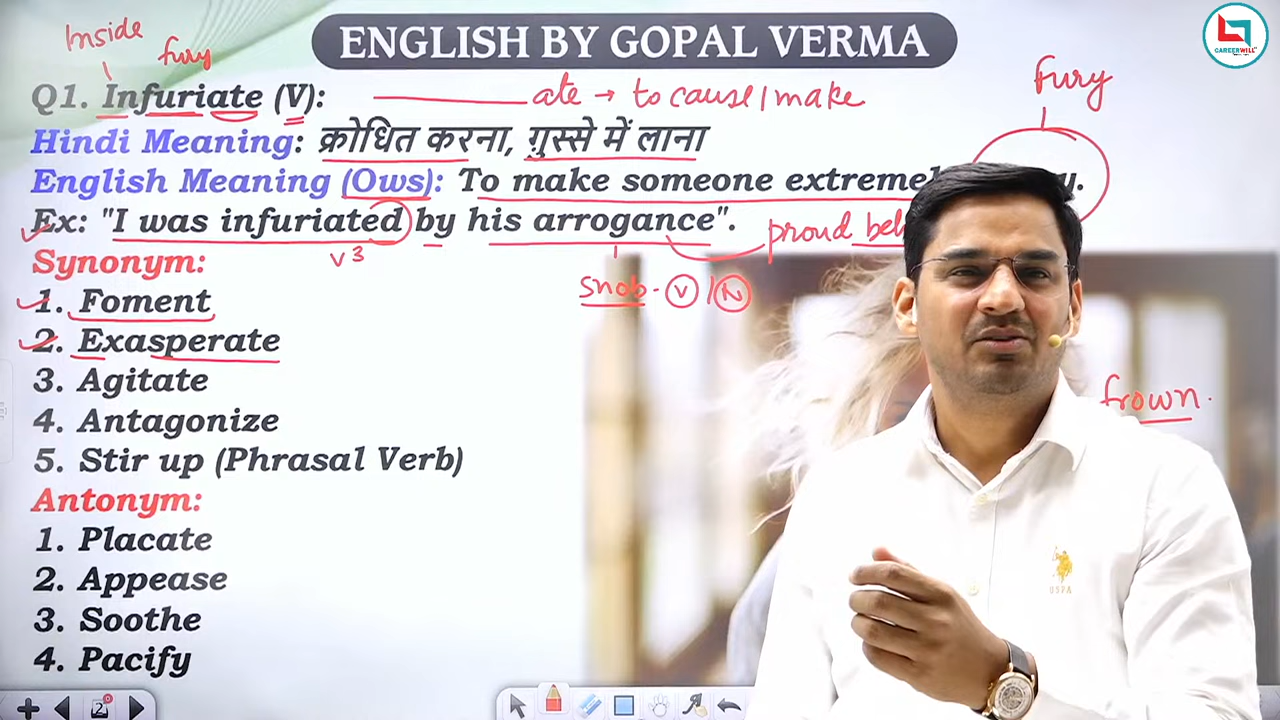 ENGLISH BY GOPAL VERMA
CAREERWILL
Inside
fury
Q1. Infuriate (V): ate → to cause / make
fury
Hindi Meaning: क्रोधित करना, ग़ुस्से में लाना
English Meaning (Ows): To make someone
Ex: "I was infuriated by his arrogance".
proud
v3
snob. V / N
Synonym:
1. Foment
2. Exasperate
3. Agitate
4. Antagonize
5. Stir up (Phrasal Verb)
frown.
Antonym:
1. Placate
2. Appease
3. Soothe
4. Pacify
USPA
2